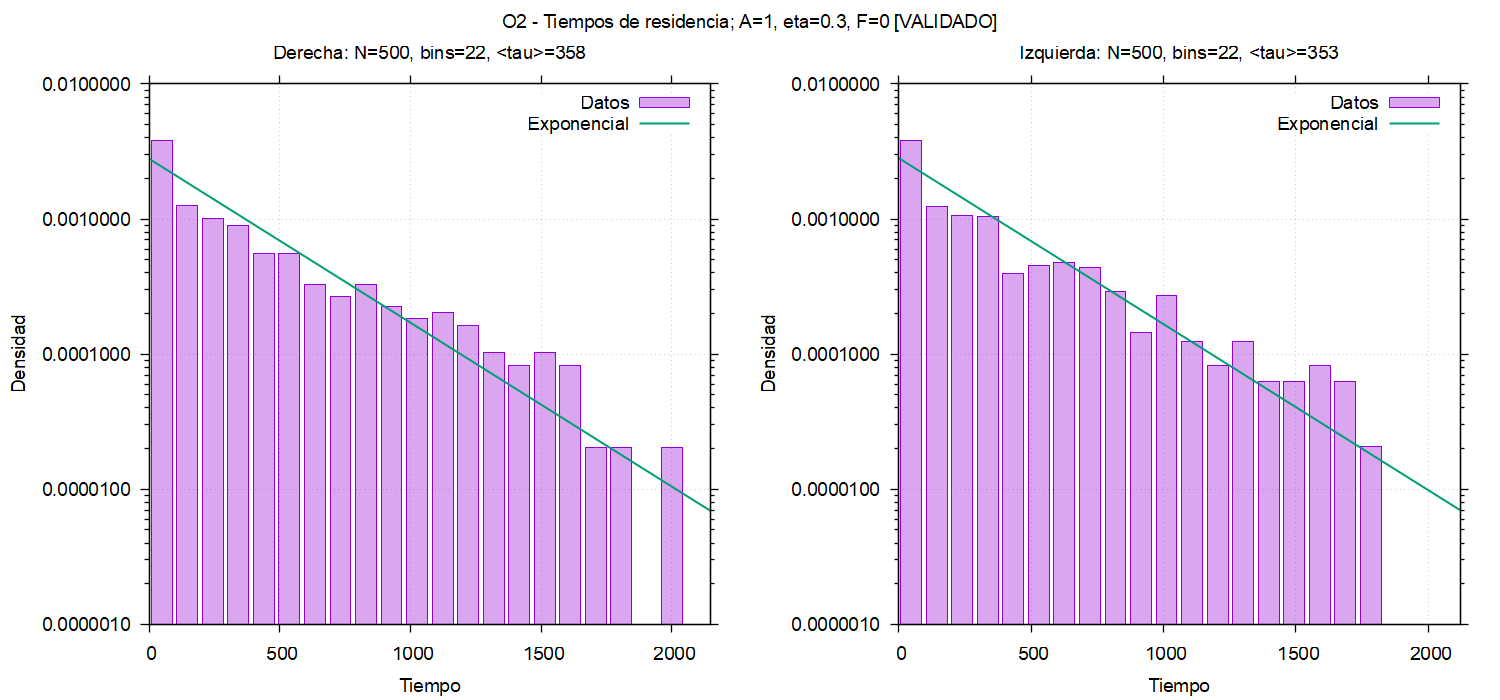 O2 - Tiempos de residencia; A=1, eta=0.3, F=0 [VALIDADO]
Derecha: N=500, bins=22, <tau>=358
Datos
Exponencial
0.0100000
0.0010000
0.0001000
0.0000100
0.0000010
Densidad
0 500 1000 1500 2000
Tiempo
Izquierda: N=500, bins=22, <tau>=353
Datos
Exponencial
0.0100000
0.0010000
0.0001000
0.0000100
0.0000010
Densidad
0 500 1000 1500 2000
Tiempo